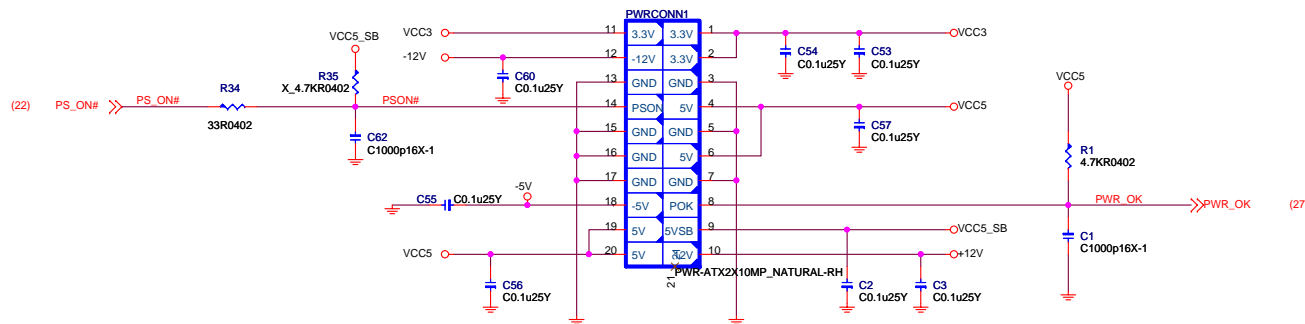 PWRCONN1
VCC3
11
3.3V
3.3V
1
VCC3
-12V
12
-12V
3.3V
2
C54
C0.1u25Y
C53
C0.1u25Y
C60
C0.1u25Y
13
GND
GND
3
VCC5_SB
R35
X_4.7KR0402
R34
33R0402
(22)
PS_ON#
PS_ON#
PSON#
14
PSON
5V
4
VCC5
VCC5
C62
C1000p16X-1
15
GND
GND
5
C57
C0.1u25Y
16
GND
5V
6
R1
4.7KR0402
17
GND
GND
7
C55
C0.1u25Y
-5V
18
-5V
POK
8
PWR_OK
PWR_OK
(27
19
5V
5VSB
9
VCC5_SB
C1
C1000p16X-1
VCC5
20
5V
12V
10
+12V
21
PWR-ATX2X10MP_NATURAL-RH
C56
C0.1u25Y
C2
C0.1u25Y
C3
C0.1u25Y